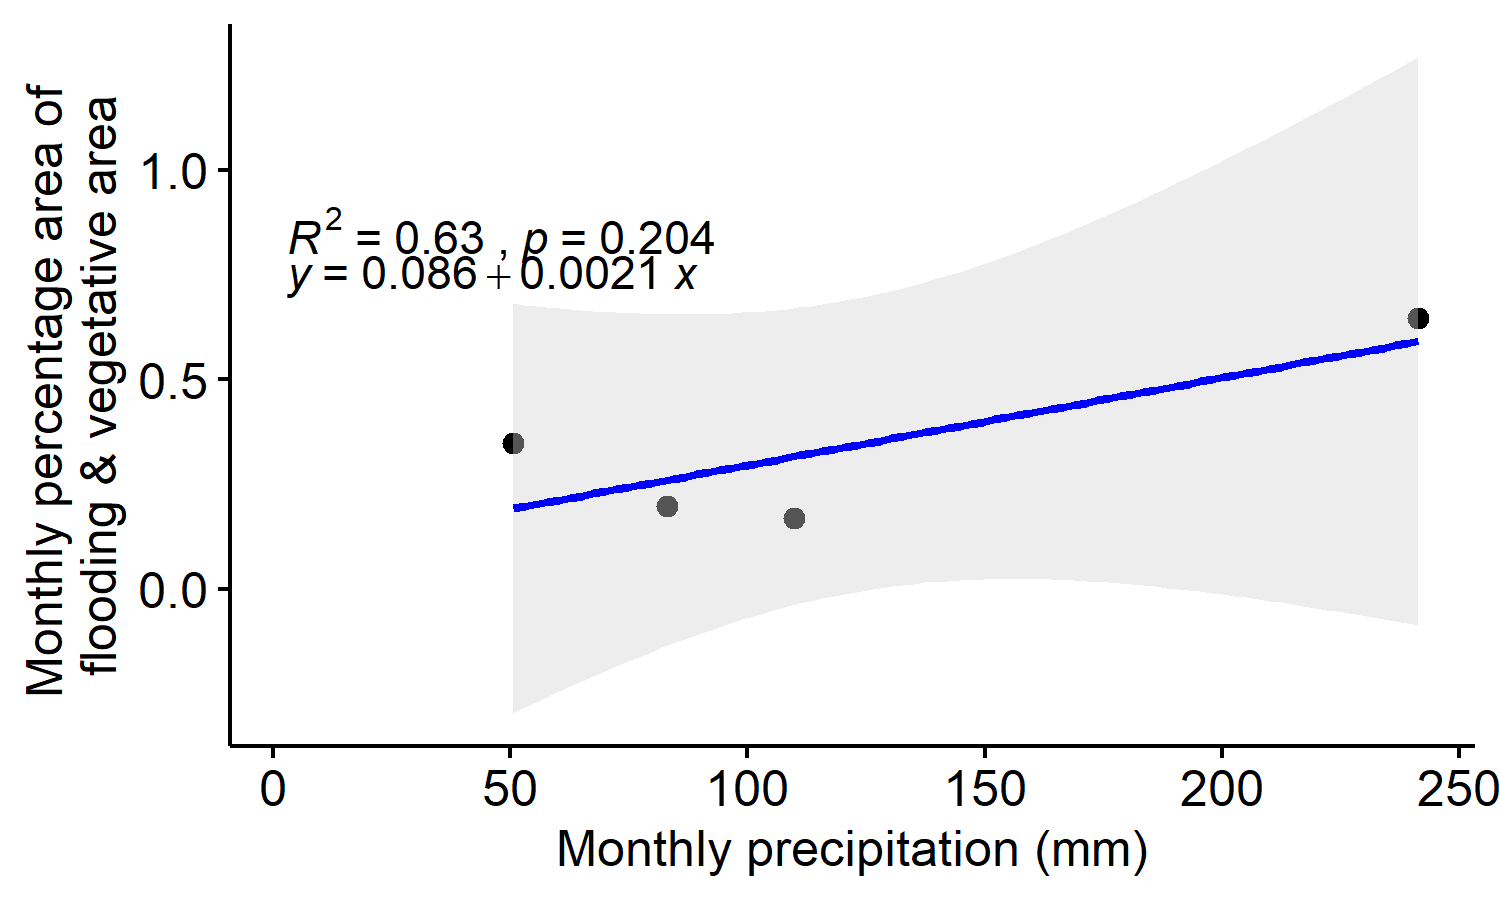 Monthly percentage area of
flooding & vegetative area
1.0
0.5
0.0
R² = 0.63 , p = 0.204
y = 0.086 + 0.0021 x
0 50 100 150 200 250
Monthly precipitation (mm)